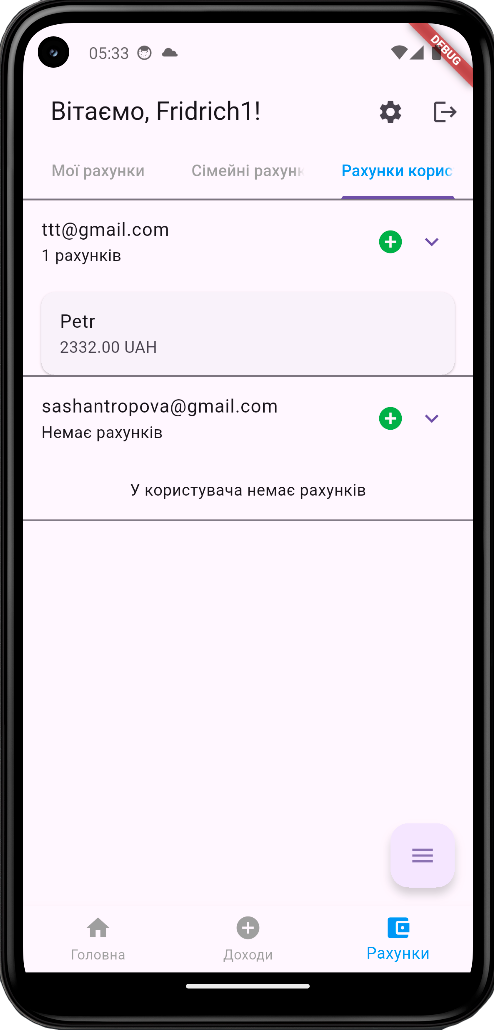 05:33
DEBUG
Вітаємо, Fridrich1!
Мої рахунки Сімейні рахунк Рахунки корис
ttt@gmail.com
1 рахунків
Petr
2332.00 UAH
sashantropova@gmail.com
Немає рахунків
У користувача немає рахунків
Головна Доходи Рахунки